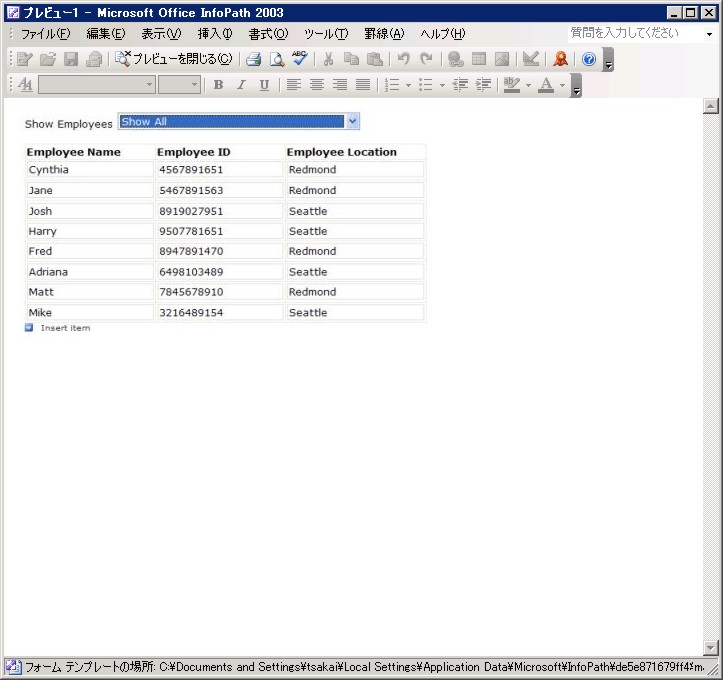 プレビュー1 - Microsoft Office InfoPath 2003
ファイル(F) 編集(E) 表示(V) 挿入(I) 書式(O) ツール(T) 罫線(A) ヘルプ(H) 質問を入力してください
プレビューを閉じる(C)
B I U A
Show Employees Show All
Employee Name Employee ID Employee Location
Cynthia 4567891651 Redmond
Jane 5467891563 Redmond
Josh 8919027951 Seattle
Harry 9507781651 Seattle
Fred 8947891470 Redmond
Adriana 6498103489 Seattle
Matt 7845678910 Redmond
Mike 3216489154 Seattle
Insert item
フォーム テンプレートの場所: C:¥Documents and Settings¥tsakai¥Local Settings¥Application Data¥Microsoft¥InfoPath¥de5e871679ff4